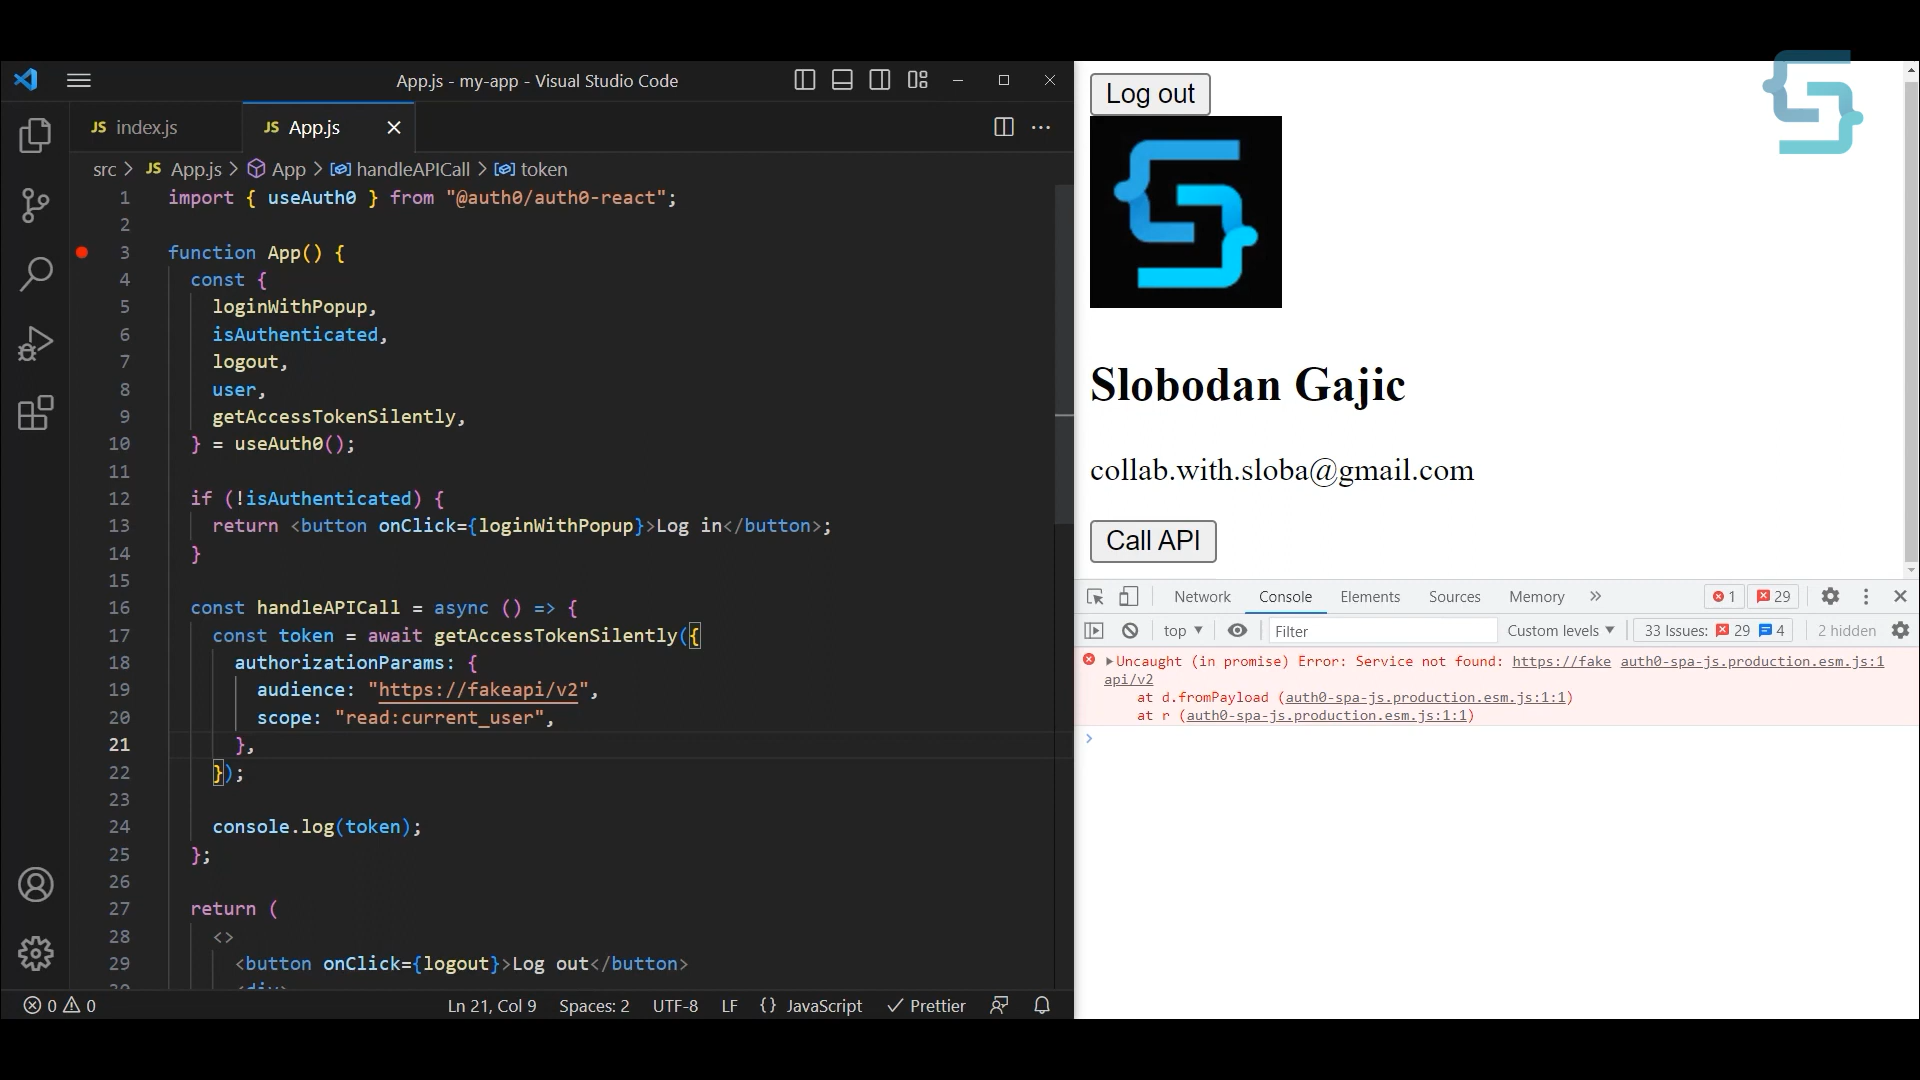 App.js - my-app - Visual Studio Code
JS index.js
JS App.js
src > JS App.js > App > handleAPICall > token
1 import { useAuth0 } from "@auth0/auth0-react";
2
3 function App() {
4 const {
5 loginWithPopup,
6 isAuthenticated,
7 logout,
8 user,
9 getAccessTokenSilently,
10 } = useAuth0();
11
12 if (!isAuthenticated) {
13 return <button onClick={loginWithPopup}>Log in</button>;
14 }
15
16 const handleAPICall = async () => {
17 const token = await getAccessTokenSilently({
18 authorizationParams: {
19 audience: "https://fakeapi/v2",
20 scope: "read:current_user",
21 },
22 });
23
24 console.log(token);
25 };
26
27 return (
28 <>
29 <button onClick={logout}>Log out</button>
30 <div>
0 0
Ln 21, Col 9 Spaces: 2 UTF-8 LF {} JavaScript Prettier
Log out
Slobodan Gajic
collab.with.sloba@gmail.com
Call API
Network Console Elements Sources Memory » 1 29
top Filter Custom levels 33 Issues: 29 4 2 hidden
Uncaught (in promise) Error: Service not found: https://fake auth0-spa-js.production.esm.js:1
api/v2
at d.fromPayload (auth0-spa-js.production.esm.js:1:1)
at r (auth0-spa-js.production.esm.js:1:1)